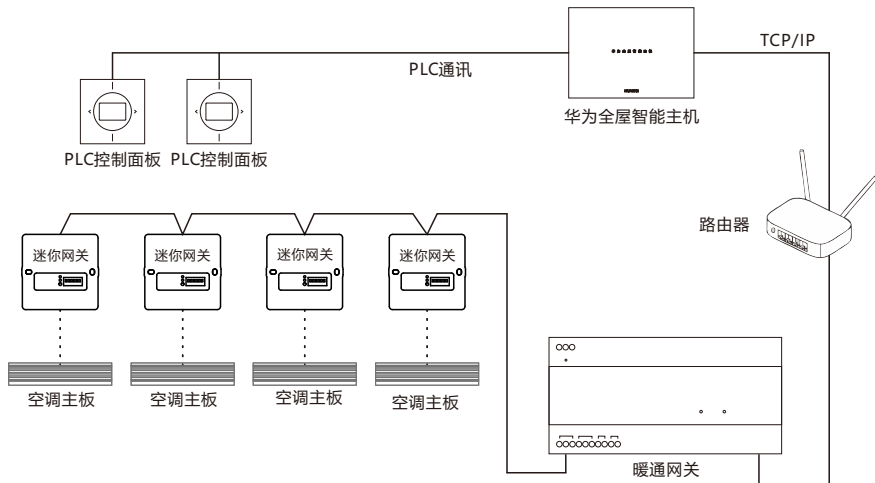 TCP/IP
PLC通讯
HUAWEI
华为全屋智能主机
PLC控制面板 PLC控制面板
路由器
迷你网关 迷你网关 迷你网关 迷你网关
空调主板 空调主板 空调主板 空调主板
暖通网关